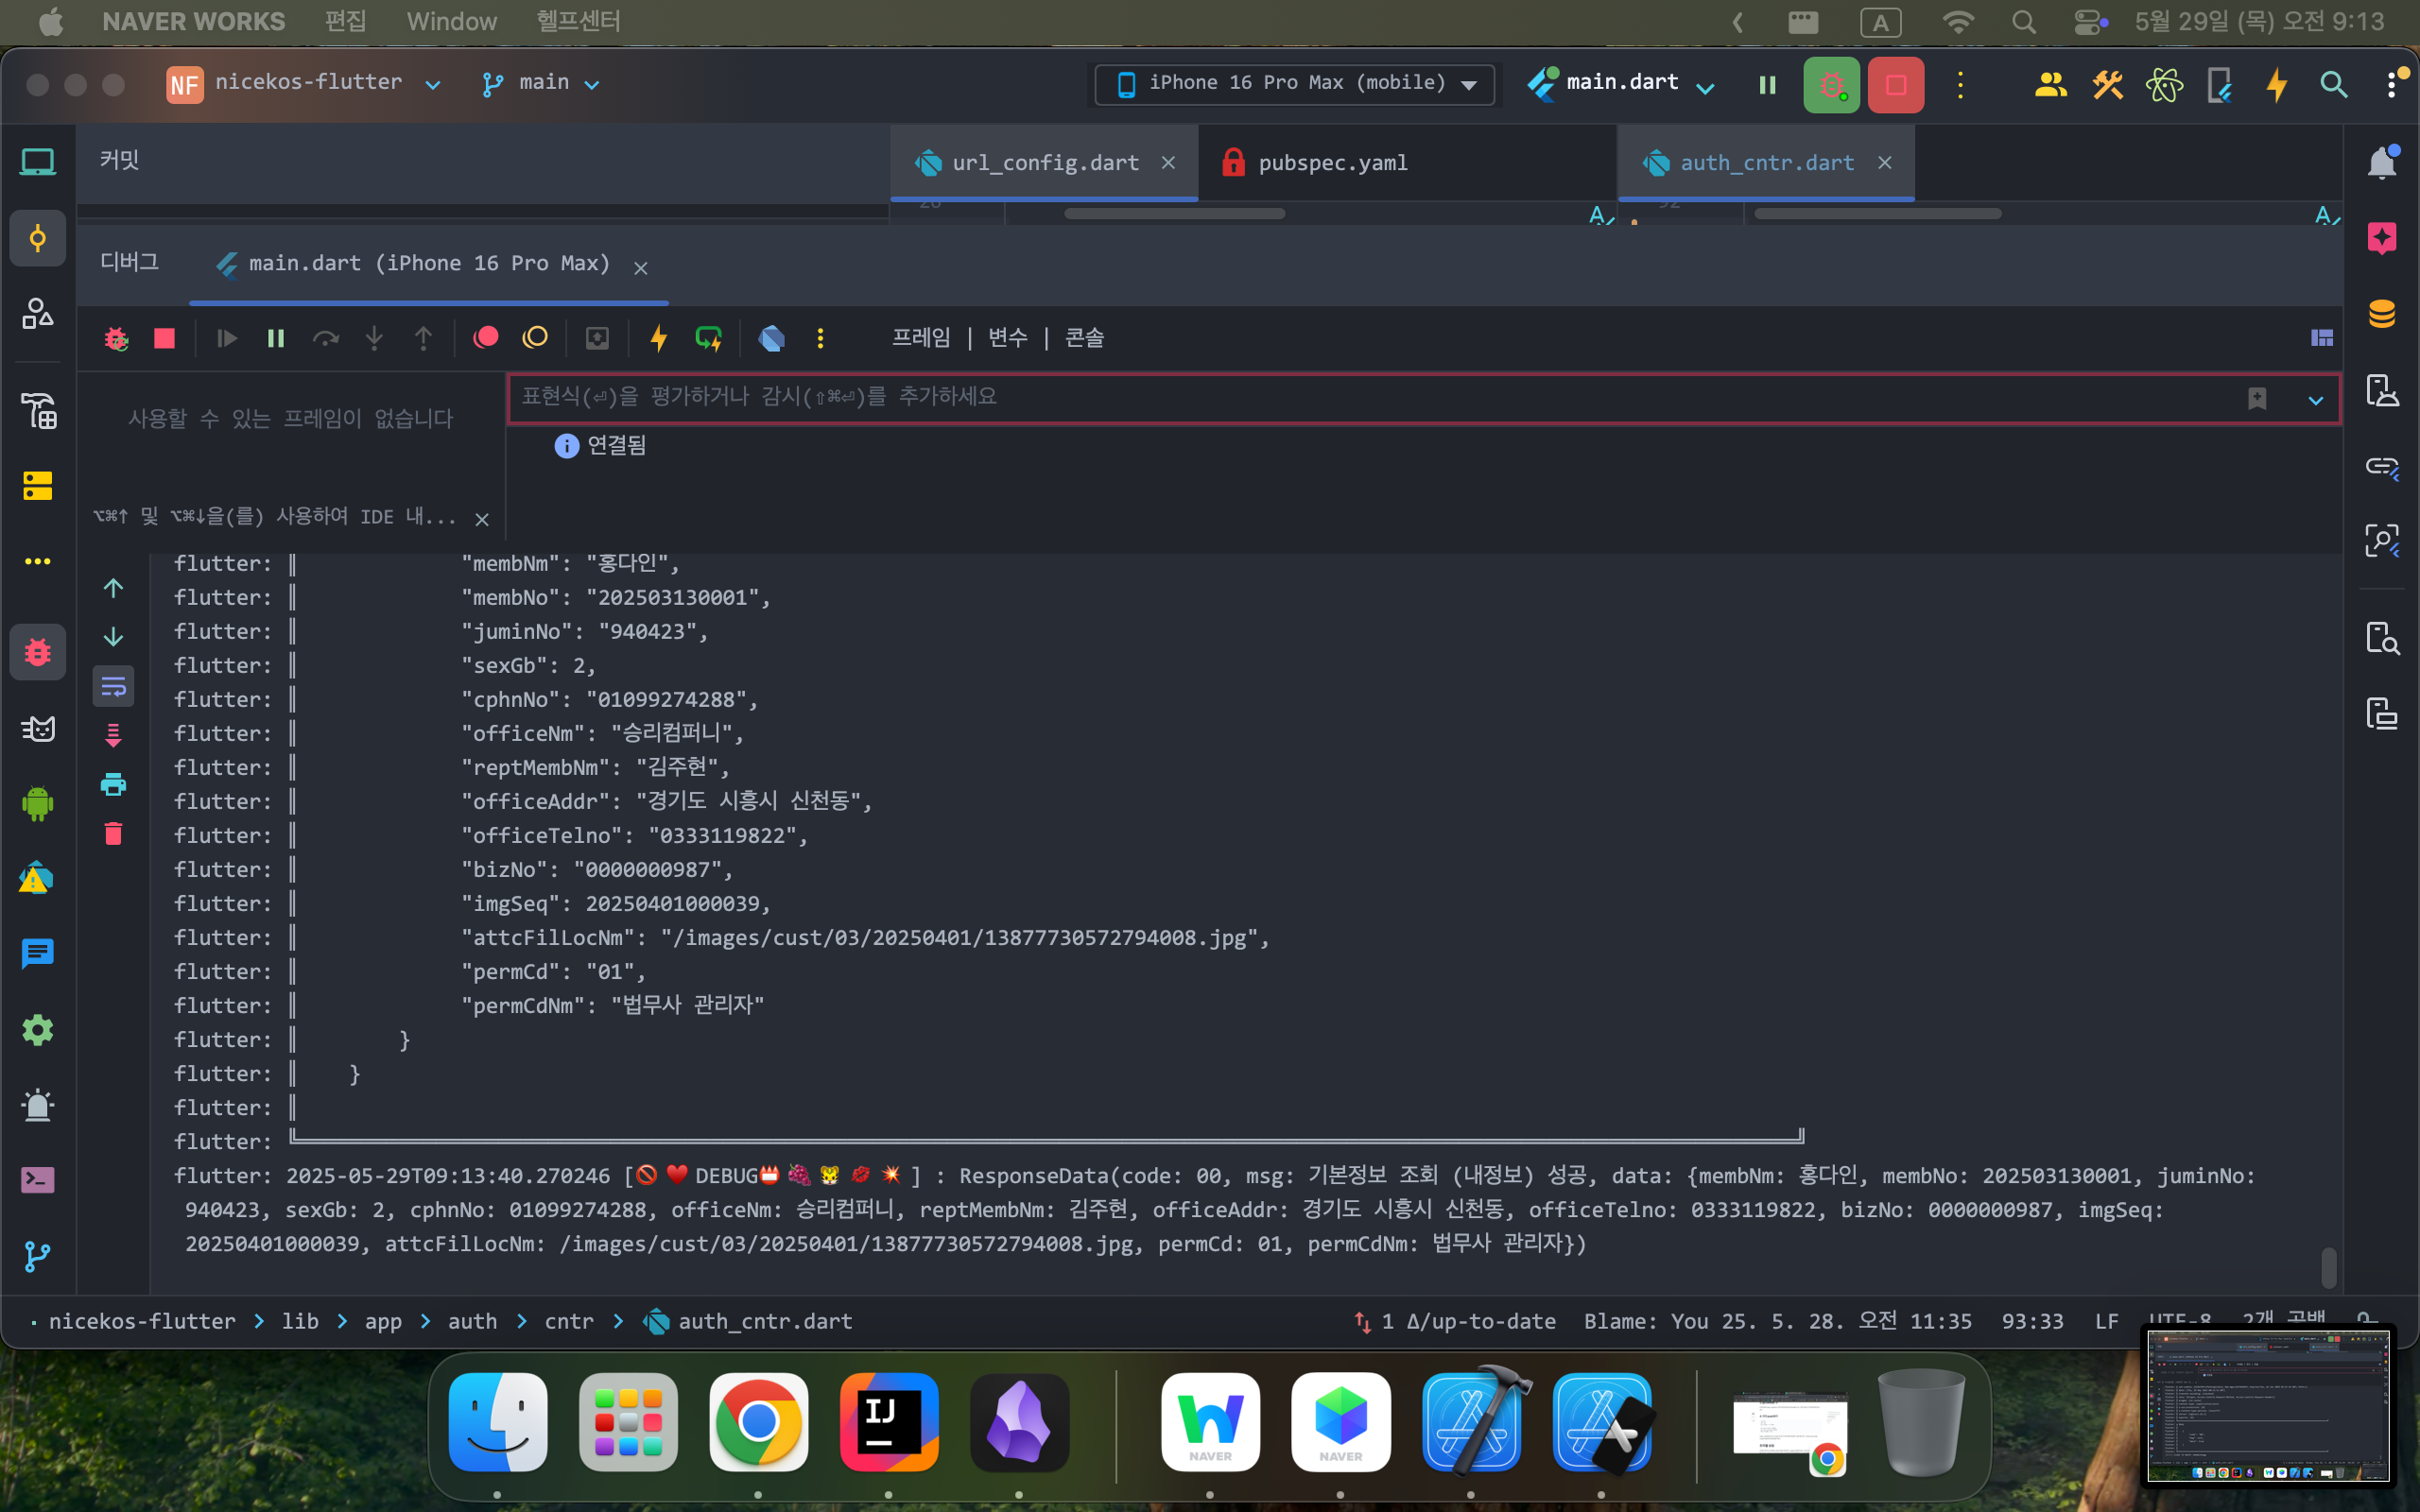 NAVER WORKS 편집 Window 헬프센터 A 5월 29일 (목) 오전 9:13
NF nicekos-flutter main iPhone 16 Pro Max (mobile) main.dart
커밋 url_config.dart pubspec.yaml auth_cntr.dart
디버그 main.dart (iPhone 16 Pro Max)
프레임 | 변수 | 콘솔
표현식(⏎)을 평가하거나 감시(⇧⌘⏎)를 추가하세요
사용할 수 있는 프레임이 없습니다
연결됨
⌥⌘↑ 및 ⌥⌘↓을(를) 사용하여 IDE 내...
flutter: ║ "membNm": "홍다인",
flutter: ║ "membNo": "202503130001",
flutter: ║ "juminNo": "940423",
flutter: ║ "sexGb": 2,
flutter: ║ "cphnNo": "01099274288",
flutter: ║ "officeNm": "승리컴퍼니",
flutter: ║ "reptMembNm": "김주현",
flutter: ║ "officeAddr": "경기도 시흥시 신천동",
flutter: ║ "officeTelno": "0333119822",
flutter: ║ "bizNo": "0000000987",
flutter: ║ "imgSeq": 20250401000039,
flutter: ║ "attcFilLocNm": "/images/cust/03/20250401/13877730572794008.jpg",
flutter: ║ "permCd": "01",
flutter: ║ "permCdNm": "법무사 관리자"
flutter: ║ }
flutter: ║ }
flutter: ║
flutter: ╚╝
flutter: 2025-05-29T09:13:40.270246 [🚫 ❤️ DEBUG📛 🍇 🐯 💋 💥 ] : ResponseData(code: 00, msg: 기본정보 조회 (내정보) 성공, data: {membNm: 홍다인, membNo: 202503130001, juminNo:
940423, sexGb: 2, cphnNo: 01099274288, officeNm: 승리컴퍼니, reptMembNm: 김주현, officeAddr: 경기도 시흥시 신천동, officeTelno: 0333119822, bizNo: 0000000987, imgSeq:
20250401000039, attcFilLocNm: /images/cust/03/20250401/13877730572794008.jpg, permCd: 01, permCdNm: 법무사 관리자})
nicekos-flutter > lib > app > auth > cntr > auth_cntr.dart 1 Δ/up-to-date Blame: You 25. 5. 28. 오전 11:35 93:33 LF UTF-8 2개 공백
IJ NAVER NAVER